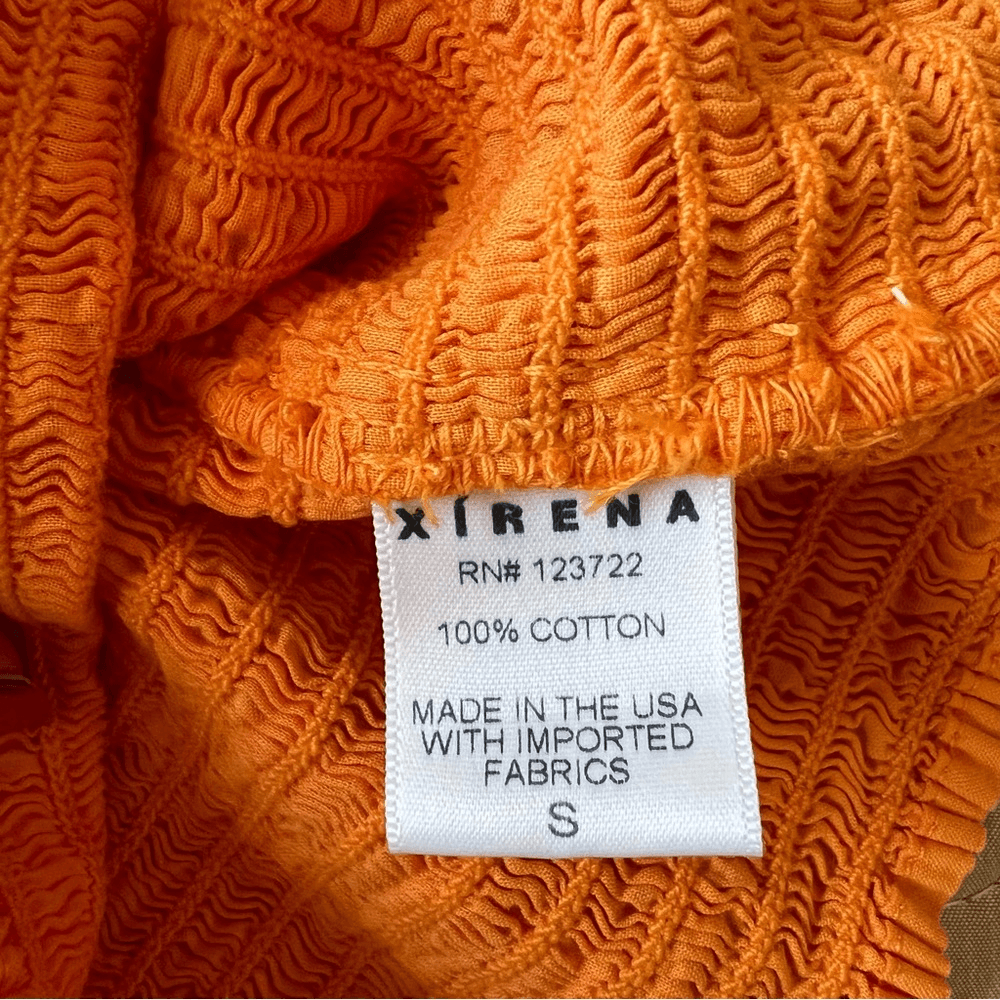 XÍRENA
RN# 123722
100% COTTON
MADE IN THE USA
WITH IMPORTED
FABRICS
S